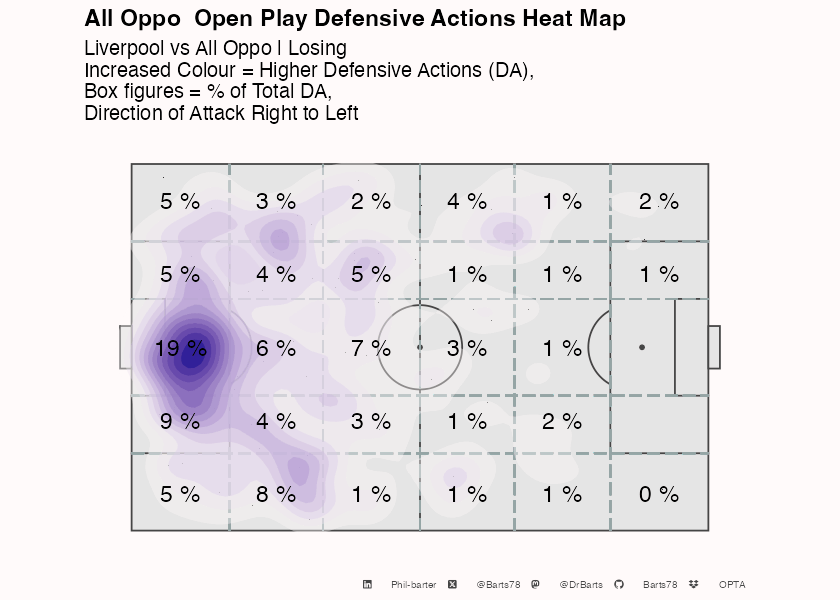 All Oppo  Open Play Defensive Actions Heat Map
Liverpool vs All Oppo I Losing
Increased Colour = Higher Defensive Actions (DA),
Box figures = % of Total DA,
Direction of Attack Right to Left
5 % 3 % 2 % 4 % 1 % 2 %
5 % 4 % 5 % 1 % 1 % 1 %
19 % 6 % 7 % 3 % 1 %
9 % 4 % 3 % 1 % 2 %
5 % 8 % 1 % 1 % 1 % 0 %
Phil-barter @Barts78 @DrBarts Barts78 OPTA